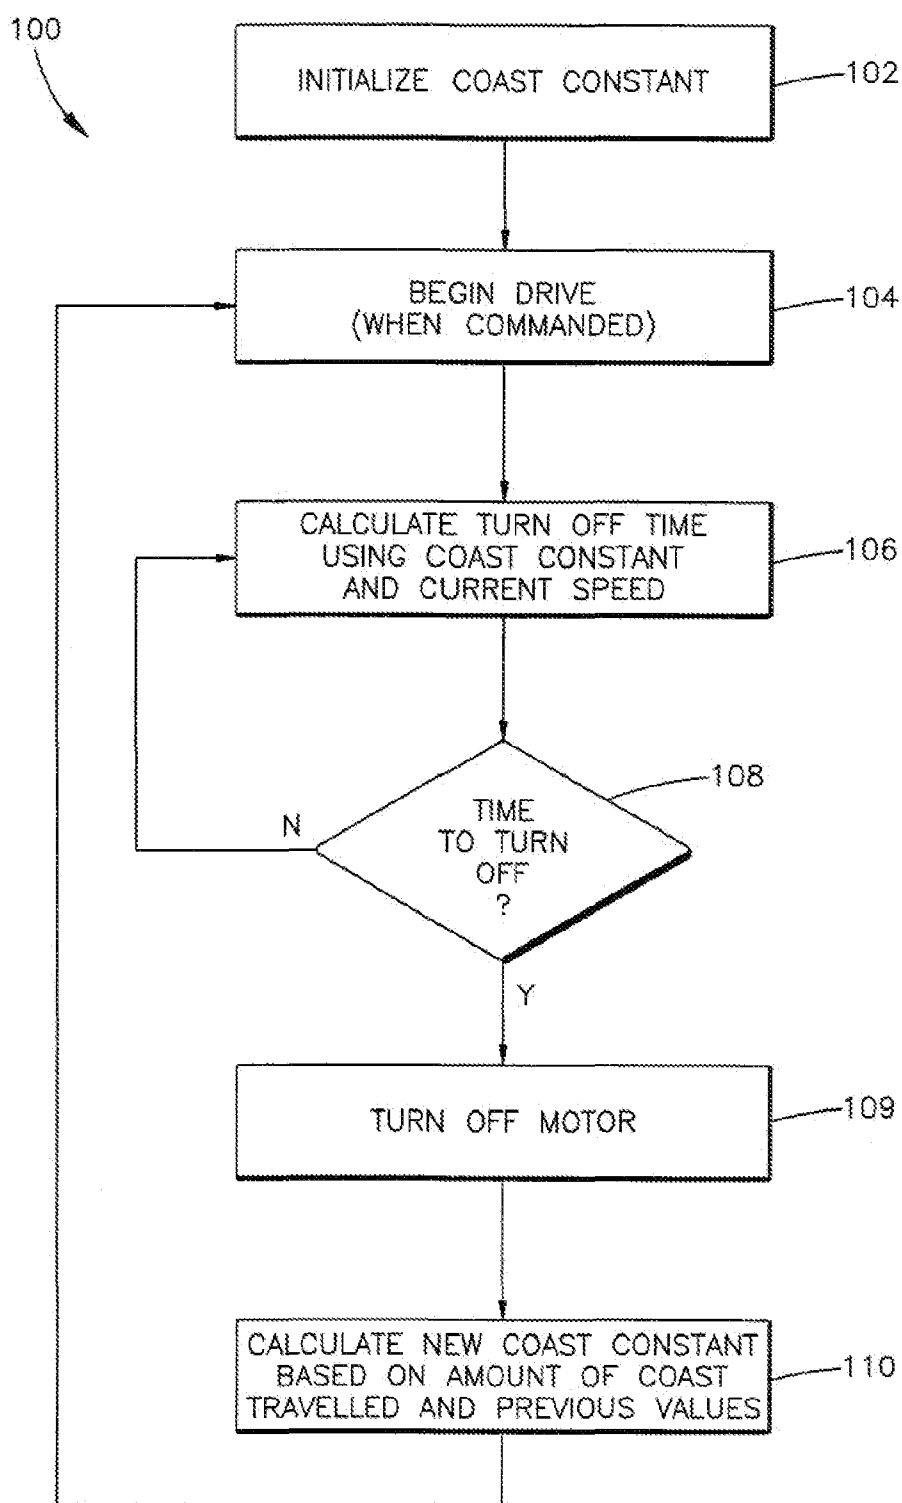 100
INITIALIZE COAST CONSTANT
102
BEGIN DRIVE
(WHEN COMMANDED)
104
CALCULATE TURN OFF TIME
USING COAST CONSTANT
AND CURRENT SPEED
106
TIME
TO TURN
OFF
?
108
N
Y
TURN OFF MOTOR
109
CALCULATE NEW COAST CONSTANT
BASED ON AMOUNT OF COAST
TRAVELLED AND PREVIOUS VALUES
110